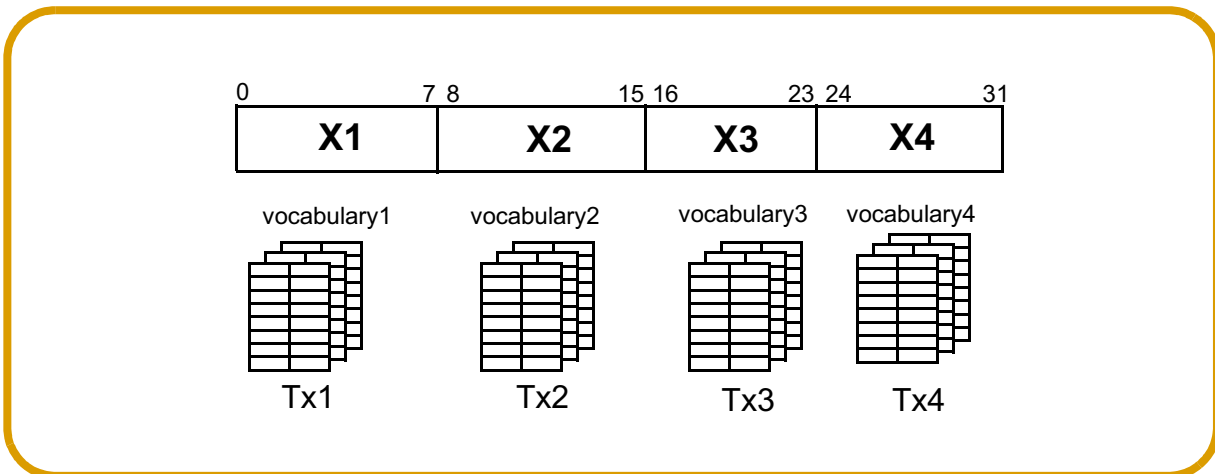 0 7 8 15 16 23 24 31
X1 X2 X3 X4
vocabulary1 vocabulary2 vocabulary3 vocabulary4
Tx1 Tx2 Tx3 Tx4